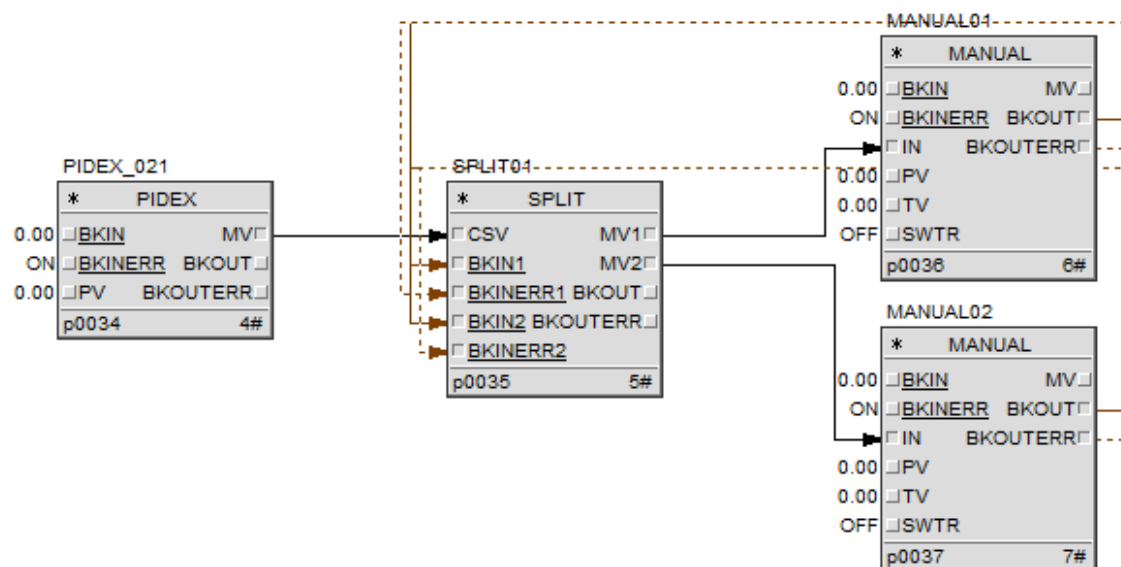 MANUAL01
* MANUAL
0.00 BKIN MV
ON BKINERR BKOUT
IN BKOUTERR
0.00 PV
0.00 TV
OFF SWTR
p0036 6#
PIDEX_021
* PIDEX
0.00 BKIN MV
ON BKINERR BKOUT
0.00 PV BKOUTERR
p0034 4#
SPLIT01
* SPLIT
CSV MV1
BKIN1 MV2
BKINERR1 BKOUT
BKIN2 BKOUTERR
BKINERR2
p0035 5#
MANUAL02
* MANUAL
0.00 BKIN MV
ON BKINERR BKOUT
IN BKOUTERR
0.00 PV
0.00 TV
OFF SWTR
p0037 7#